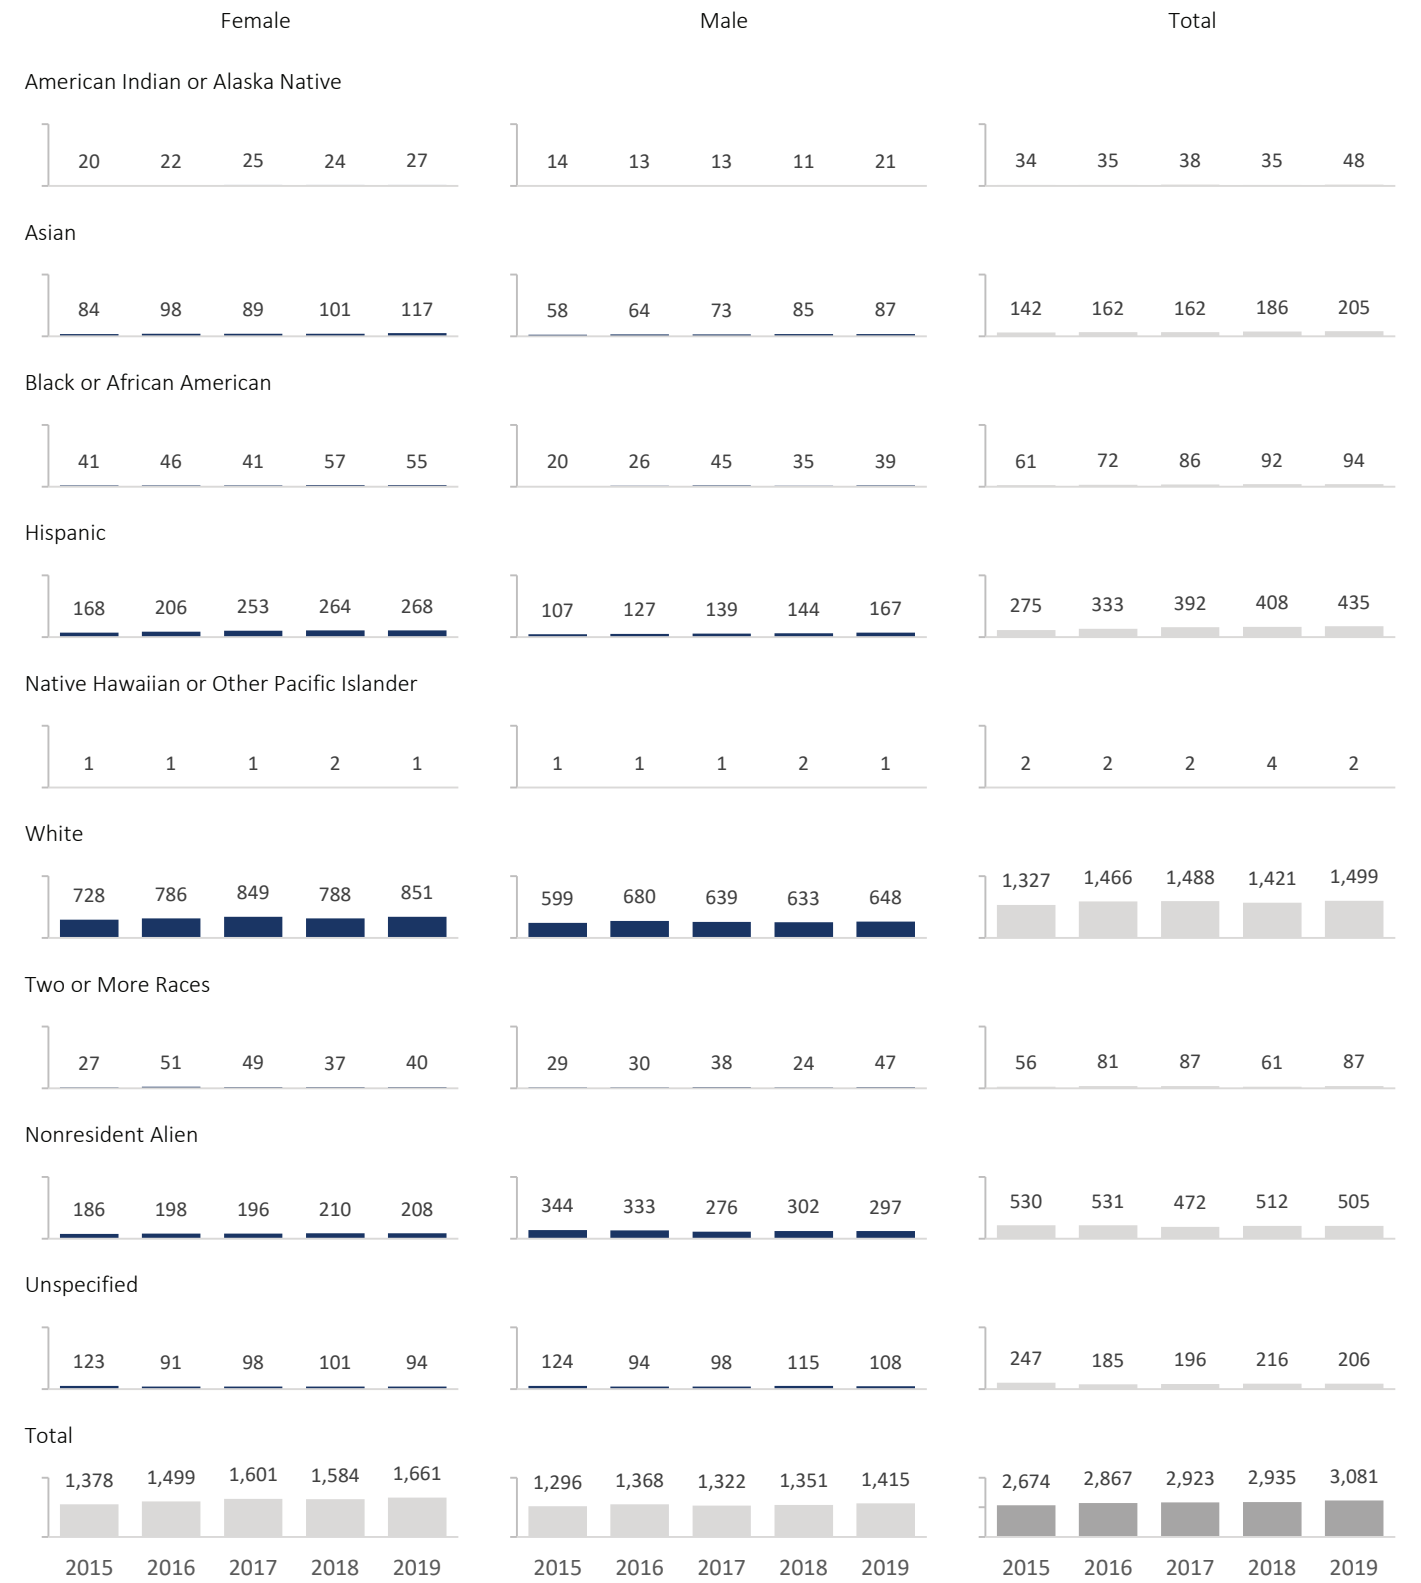 Female Male Total
American Indian or Alaska Native
20 22 25 24 27 14 13 13 11 21 34 35 38 35 48
Asian
84 98 89 101 117 58 64 73 85 87 142 162 162 186 205
Black or African American
41 46 41 57 55 20 26 45 35 39 61 72 86 92 94
Hispanic
168 206 253 264 268 107 127 139 144 167 275 333 392 408 435
Native Hawaiian or Other Pacific Islander
1 1 1 2 1 1 1 1 2 1 2 2 2 4 2
White
728 786 849 788 851 599 680 639 633 648 1,327 1,466 1,488 1,421 1,499
Two or More Races
27 51 49 37 40 29 30 38 24 47 56 81 87 61 87
Nonresident Alien
186 198 196 210 208 344 333 276 302 297 530 531 472 512 505
Unspecified
123 91 98 101 94 124 94 98 115 108 247 185 196 216 206
Total
1,378 1,499 1,601 1,584 1,661 1,296 1,368 1,322 1,351 1,415 2,674 2,867 2,923 2,935 3,081
2015 2016 2017 2018 2019 2015 2016 2017 2018 2019 2015 2016 2017 2018 2019